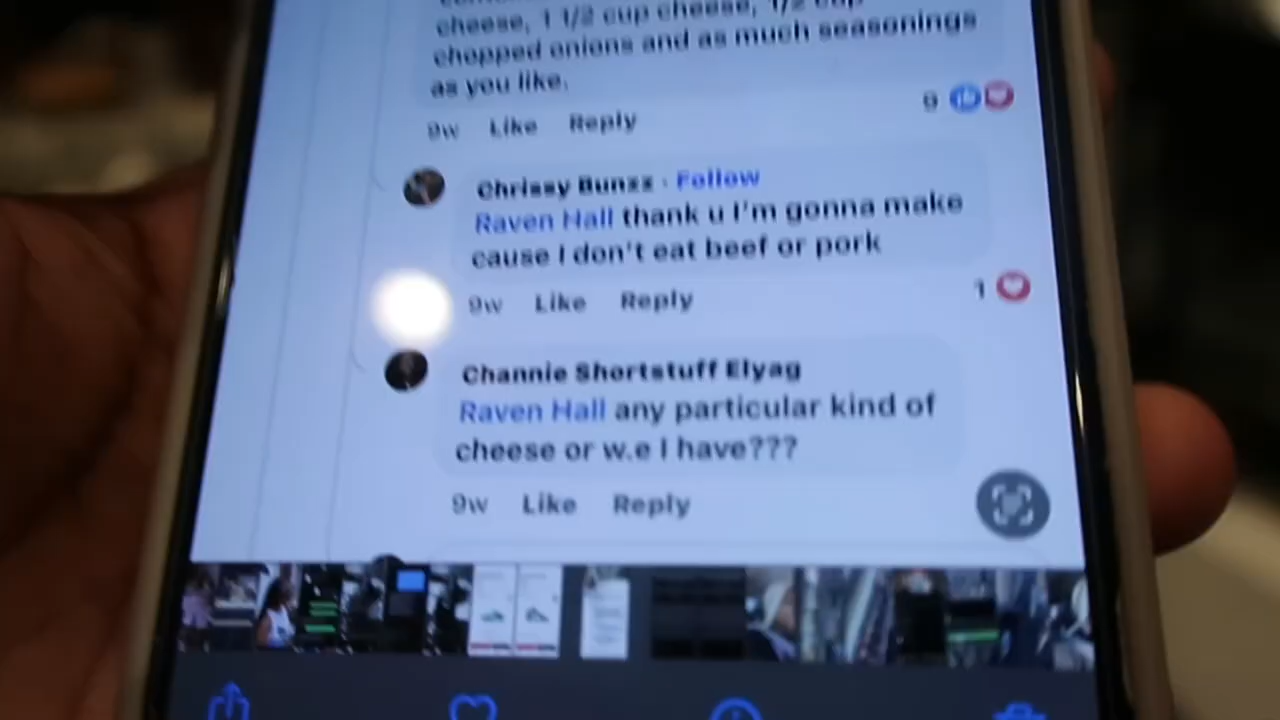 cheese, 1 1/2 cup cheese, 1/2 cup
chopped onions and as much seasonings
as you like.
9w Like Reply 9
Chrissy Bunzz · Follow
Raven Hall thank u I'm gonna make
cause I don't eat beef or pork
9w Like Reply 1
Channie Shortstuff Elyag
Raven Hall any particular kind of
cheese or w.e I have???
9w Like Reply